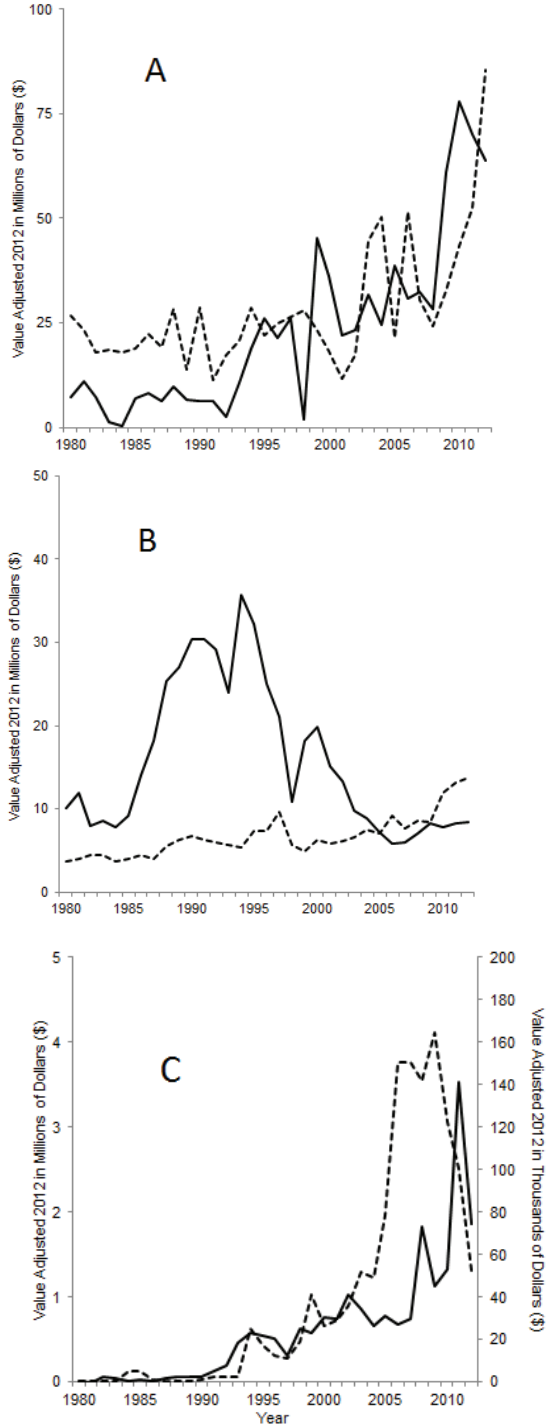 A
Value Adjusted 2012 in Millions of Dollars ($)
100
75
50
25
0
1980 1985 1990 1995 2000 2005 2010
B
Value Adjusted 2012 in Millions of Dollars ($)
50
40
30
20
10
0
1980 1985 1990 1995 2000 2005 2010
C
Value Adjusted 2012 in Millions of Dollars ($)
5
4
3
2
1
0
200
180
160
140
120
100
80
60
40
20
0
Value Adjusted 2012 in Thousands of Dollars ($)
1980 1985 1990 1995 2000 2005 2010
Year